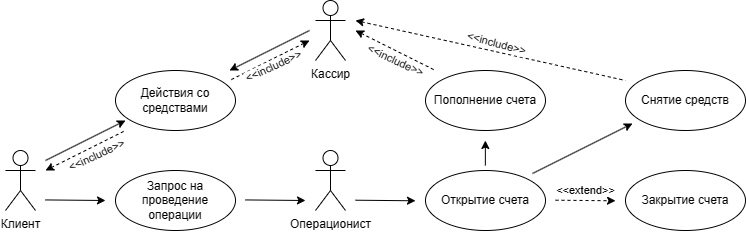 <<include>>
<<include>>
<<include>>
Кассир
Действия со
средствами
Пополнение счета
Снятие средств
<<include>>
Клиент
Запрос на
проведение
операции
Операционист
Открытие счета
<<extend>>
Закрытие счета